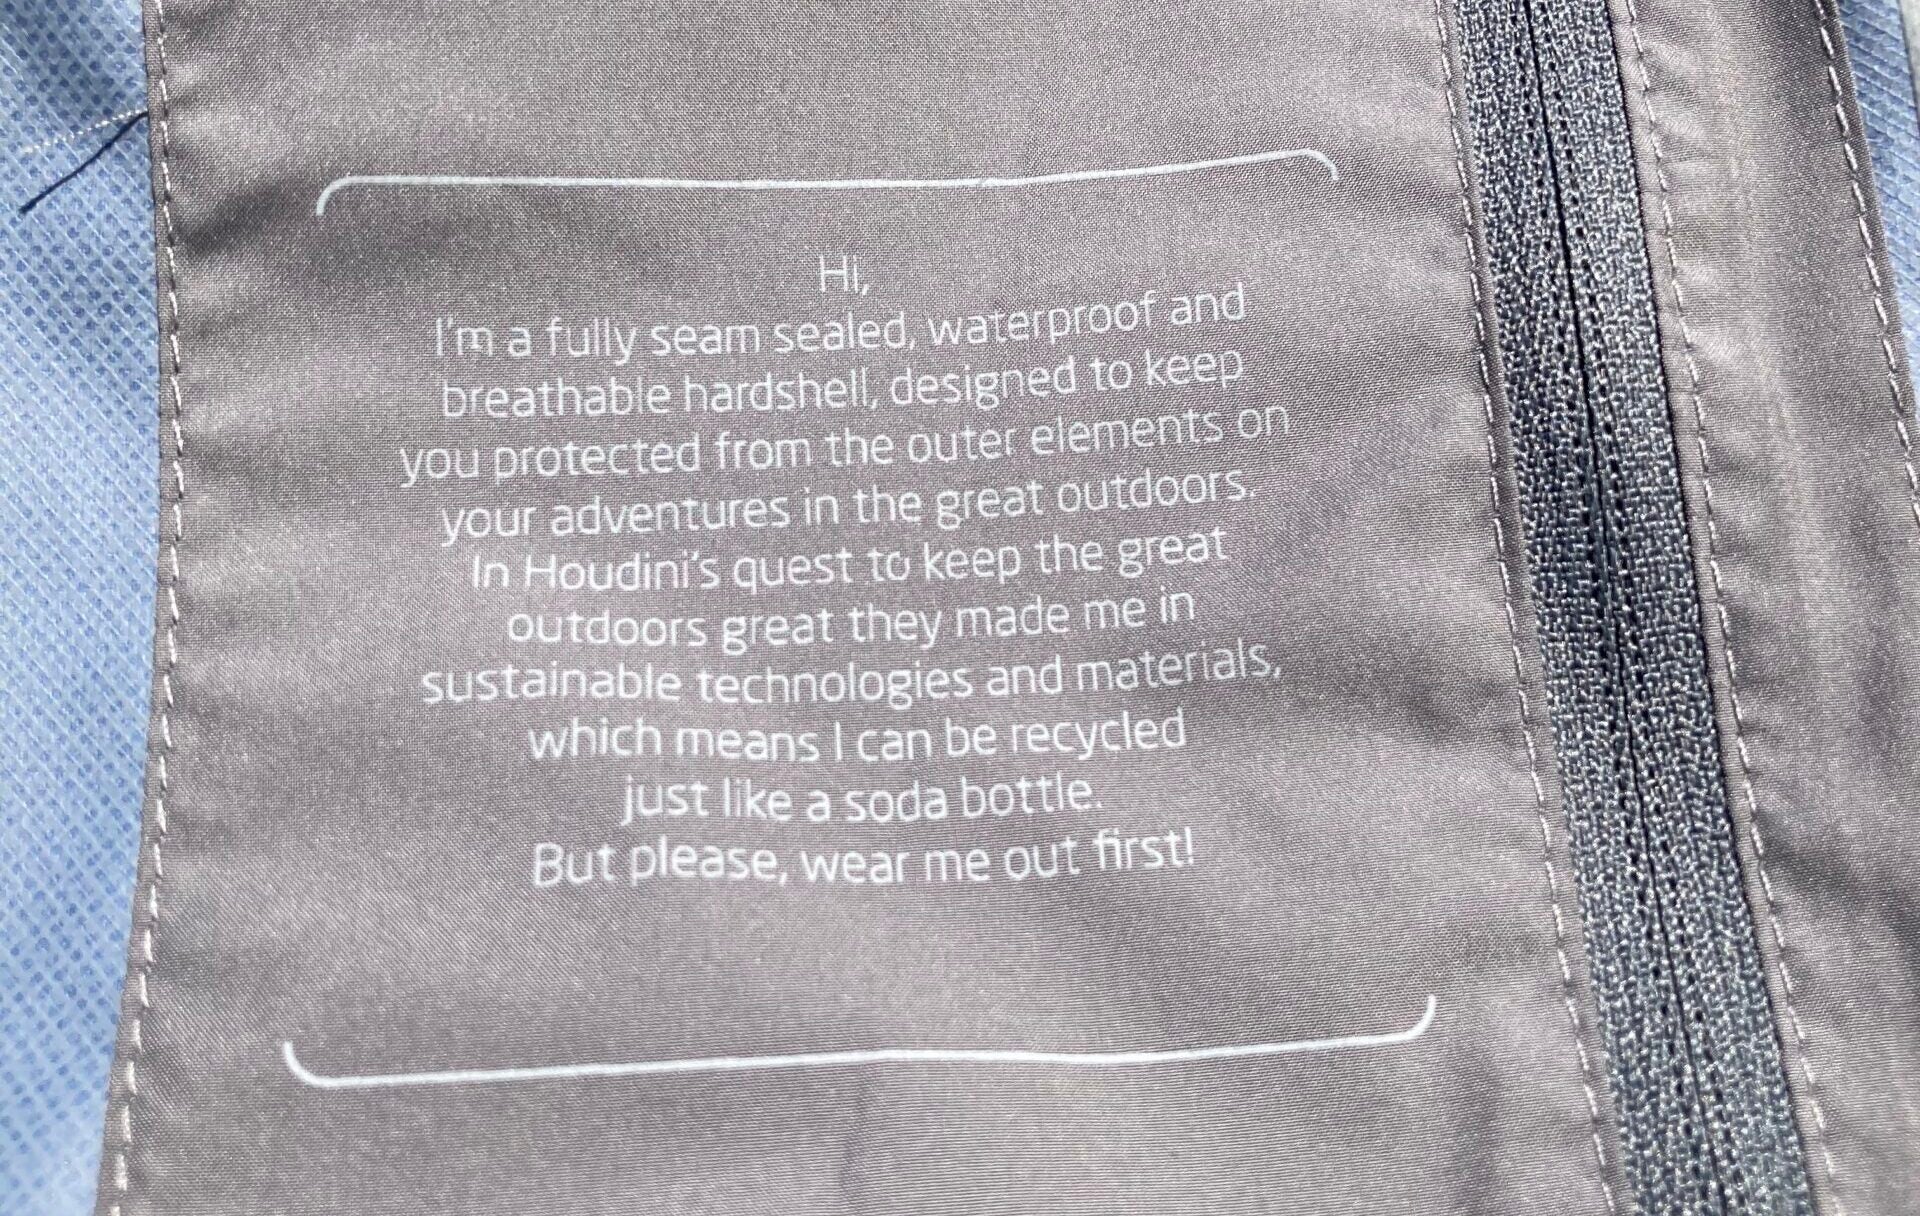 Hi,
I'm a fully seam sealed, waterproof and
breathable hardshell, designed to keep
you protected from the outer elements on
your adventures in the great outdoors.
In Houdini's quest to keep the great
outdoors great they made me in
sustainable technologies and materials,
which means I can be recycled
just like a soda bottle.
But please, wear me out first!